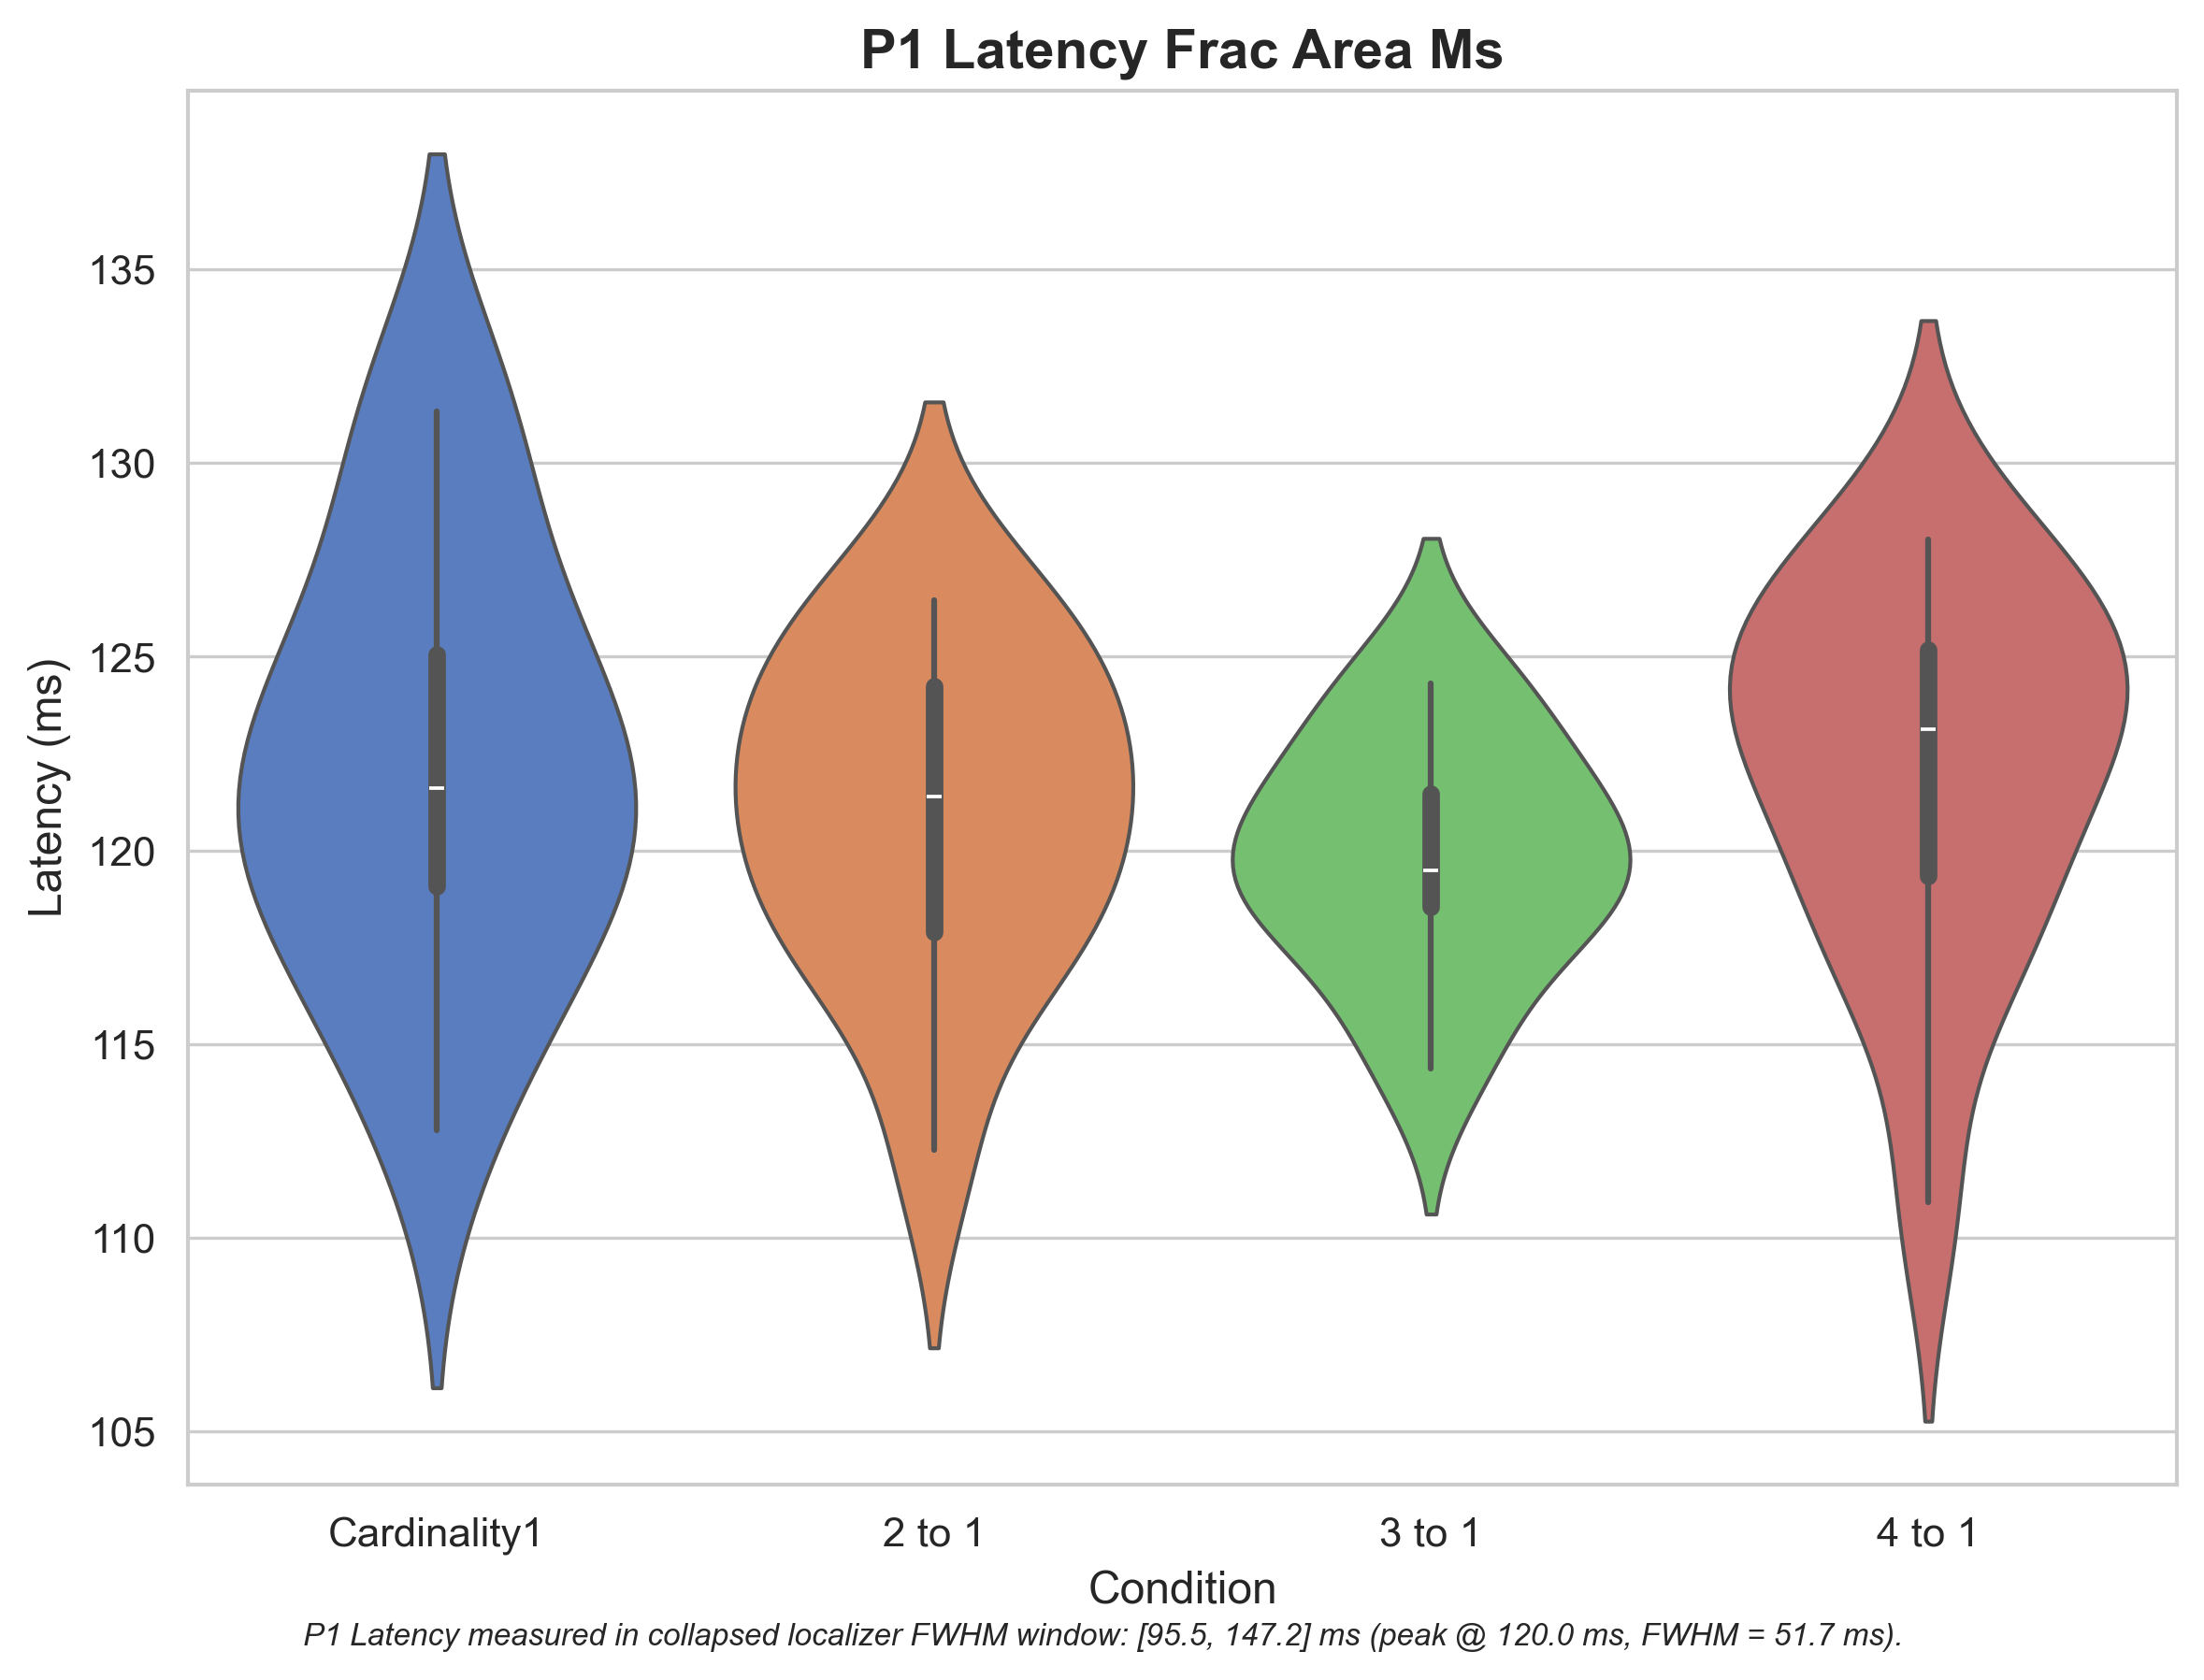 P1 Latency Frac Area Ms
Latency (ms)
135
130
125
120
115
110
105
Cardinality1
2 to 1
3 to 1
4 to 1
Condition
P1 Latency measured in collapsed localizer FWHM window: [95.5, 147.2] ms (peak @ 120.0 ms, FWHM = 51.7 ms).